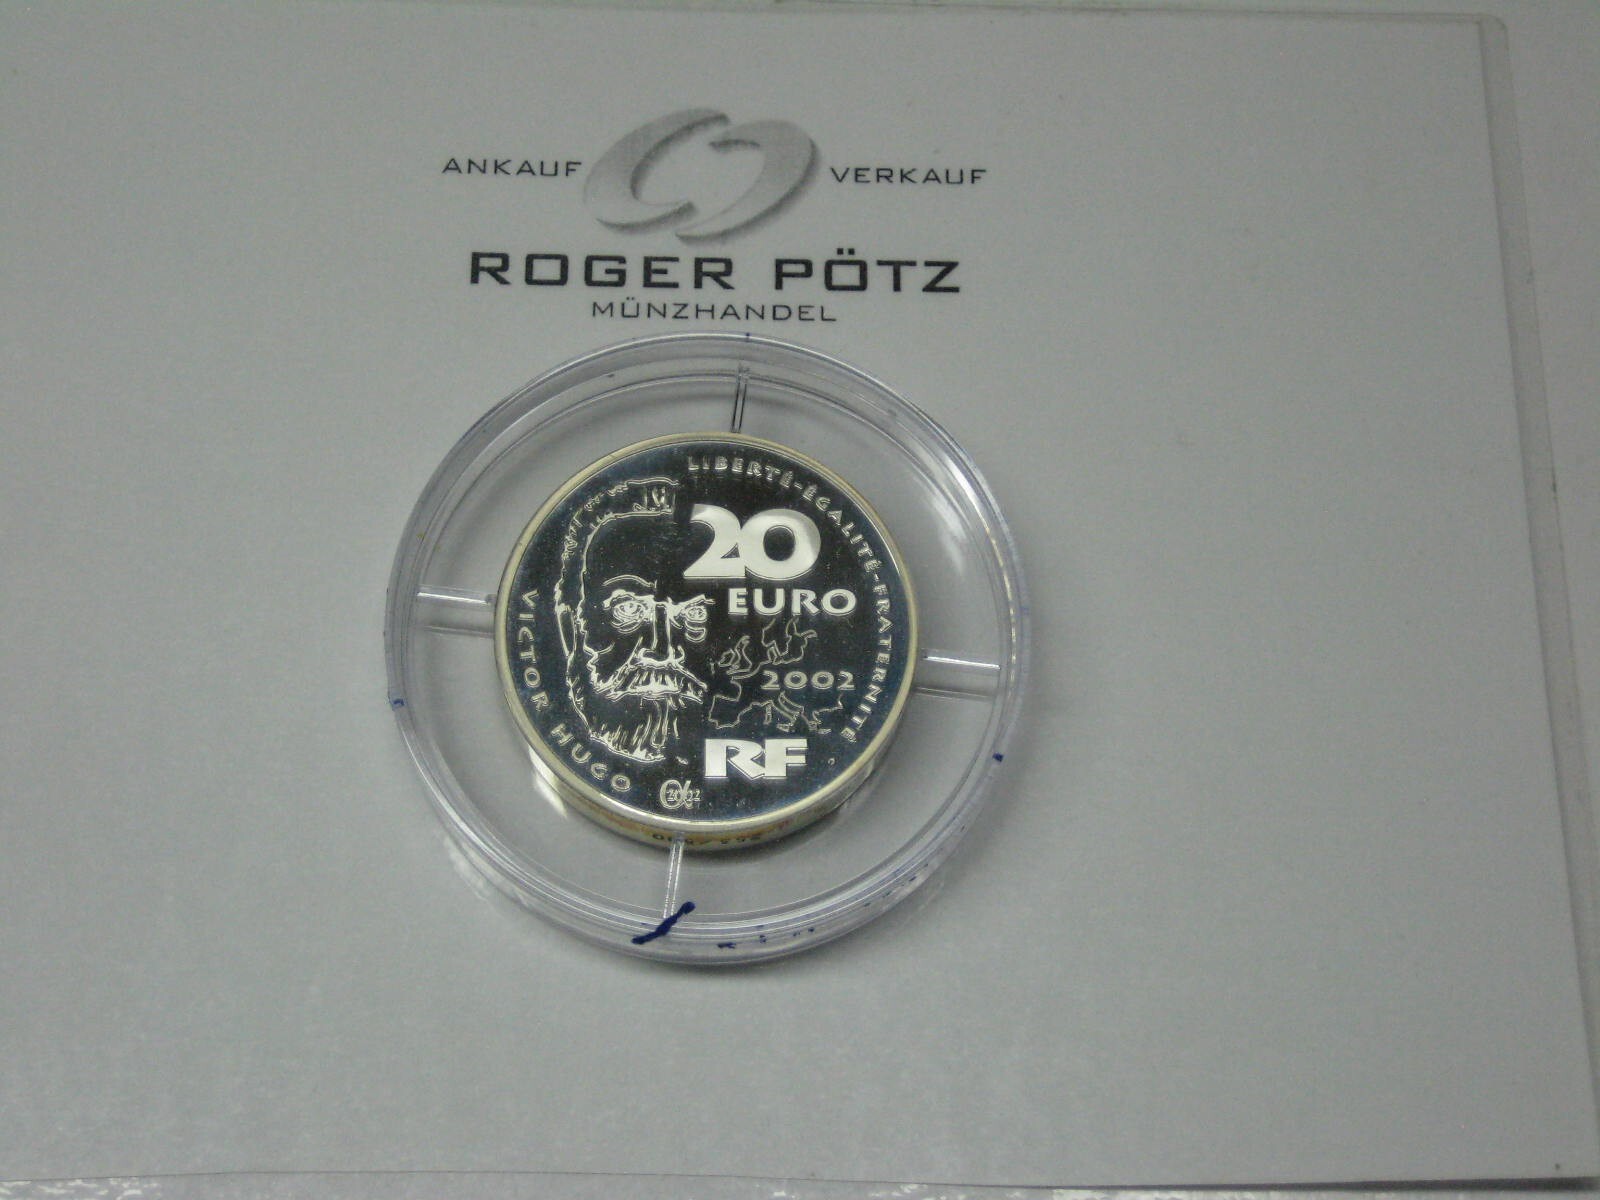 ANKAUF VERKAUF
ROGER PÖTZ
MÜNZHANDEL
LIBERTÉ-ÉGALITÉ-FRATERNITÉ
20
EURO
2002
RF
VICTOR HUGO